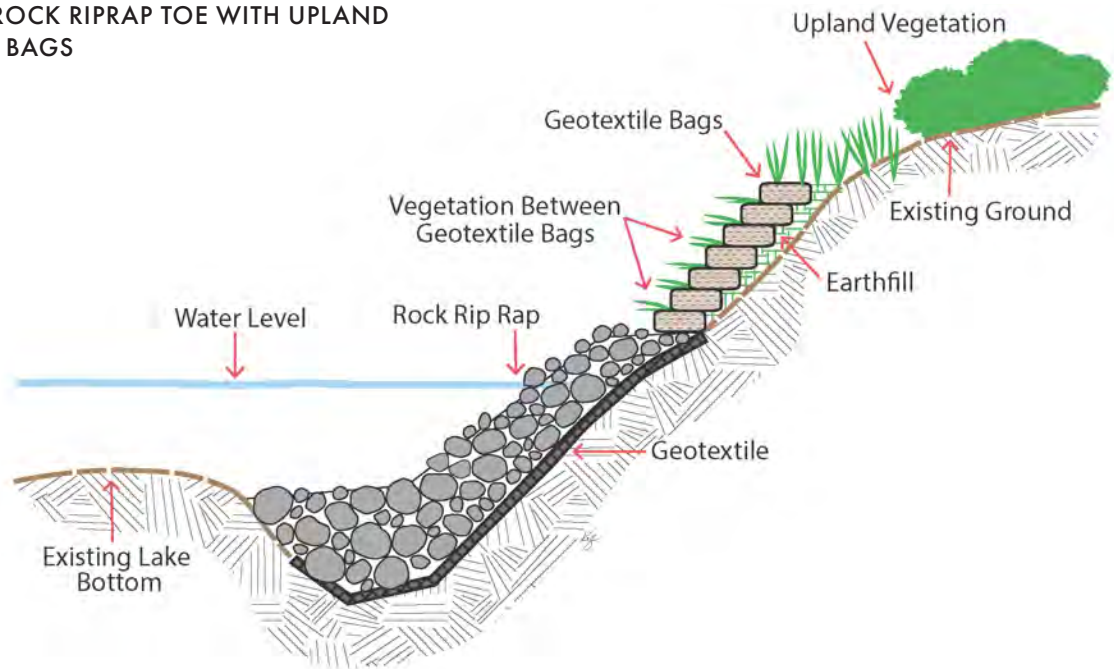 ROCK RIPRAP TOE WITH UPLAND
BAGS
Upland Vegetation
Geotextile Bags
Vegetation Between
Geotextile Bags
Existing Ground
Earthfill
Water Level
Rock Rip Rap
Geotextile
Existing Lake
Bottom